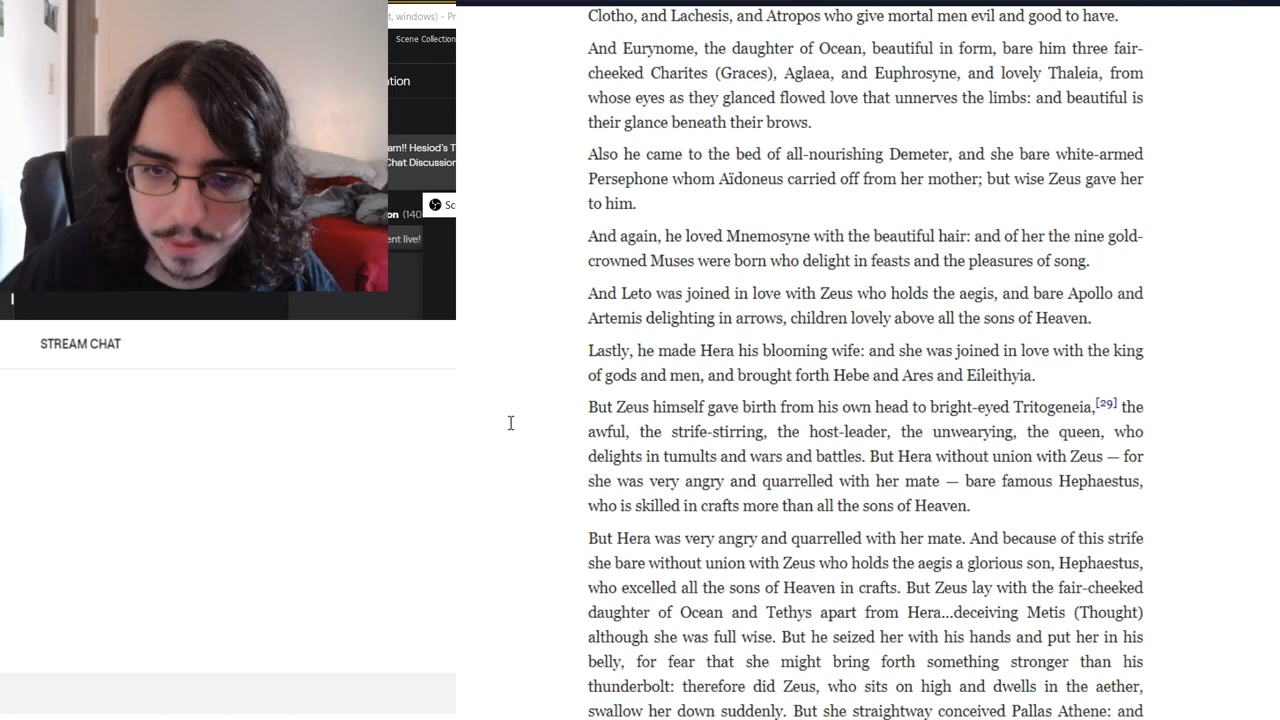 t, windows) - Pr
Scene Collection
ntion
am!! Hesiod's T
Chat Discussion
Sc
on (140
ent live!
STREAM CHAT
Clotho, and Lachesis, and Atropos who give mortal men evil and good to have.
And Eurynome, the daughter of Ocean, beautiful in form, bare him three fair-
cheeked Charites (Graces), Aglaea, and Euphrosyne, and lovely Thaleia, from
whose eyes as they glanced flowed love that unnerves the limbs: and beautiful is
their glance beneath their brows.
Also he came to the bed of all-nourishing Demeter, and she bare white-armed
Persephone whom Aïdoneus carried off from her mother; but wise Zeus gave her
to him.
And again, he loved Mnemosyne with the beautiful hair: and of her the nine gold-
crowned Muses were born who delight in feasts and the pleasures of song.
And Leto was joined in love with Zeus who holds the aegis, and bare Apollo and
Artemis delighting in arrows, children lovely above all the sons of Heaven.
Lastly, he made Hera his blooming wife: and she was joined in love with the king
of gods and men, and brought forth Hebe and Ares and Eileithyia.
But Zeus himself gave birth from his own head to bright-eyed Tritogeneia,[29] the
awful, the strife-stirring, the host-leader, the unwearying, the queen, who
delights in tumults and wars and battles. But Hera without union with Zeus — for
she was very angry and quarrelled with her mate — bare famous Hephaestus,
who is skilled in crafts more than all the sons of Heaven.
But Hera was very angry and quarrelled with her mate. And because of this strife
she bare without union with Zeus who holds the aegis a glorious son, Hephaestus,
who excelled all the sons of Heaven in crafts. But Zeus lay with the fair-cheeked
daughter of Ocean and Tethys apart from Hera...deceiving Metis (Thought)
although she was full wise. But he seized her with his hands and put her in his
belly, for fear that she might bring forth something stronger than his
thunderbolt: therefore did Zeus, who sits on high and dwells in the aether,
swallow her down suddenly. But she straightway conceived Pallas Athene: and